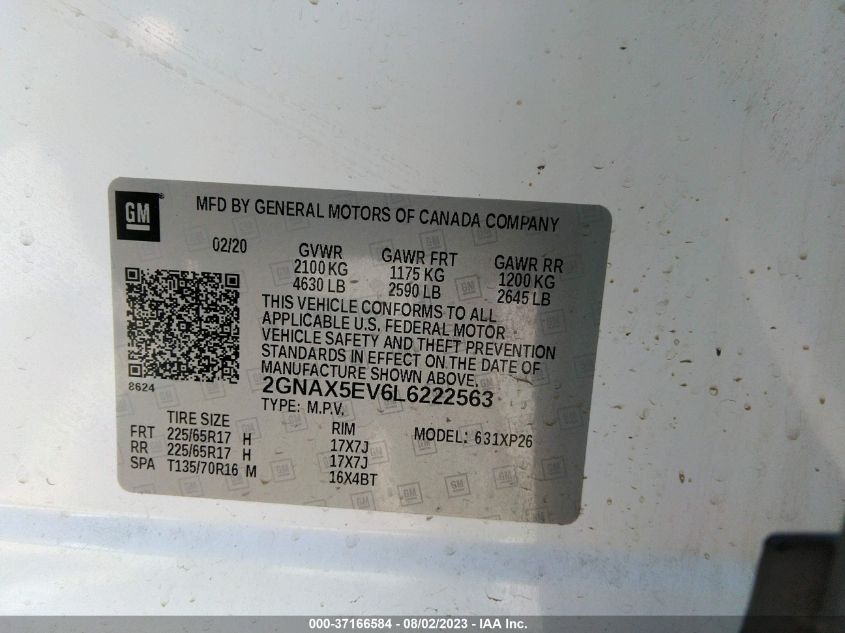 GM
MFD BY GENERAL MOTORS OF CANADA COMPANY
02/20 GVWR GAWR FRT GAWR RR
2100 KG 1175 KG 1200 KG
4630 LB 2590 LB 2645 LB
THIS VEHICLE CONFORMS TO ALL
APPLICABLE U.S. FEDERAL MOTOR
VEHICLE SAFETY AND THEFT PREVENTION
STANDARDS IN EFFECT ON THE DATE OF
MANUFACTURE SHOWN ABOVE.
8624
2GNAX5EV6L6222563
TYPE: M.P.V.
TIRE SIZE RIM MODEL: 631XP26
FRT 225/65R17 H 17X7J
RR 225/65R17 H 17X7J
SPA T135/70R16 M 16X4BT
000-37166584 - 08/02/2023 - IAA Inc.